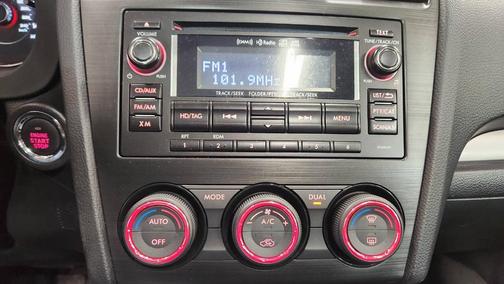 VOLUME
TEXT
TUNE/TRACK/CH
HD Radio
FM1
101.9MHz
PUSH
PUSH
TRACK/SEEK FOLDER/PTY TRACK/SEEK
CD/AUX
LIST/
FM/AM
PTY/CAT
XM
HD/TAG
MENU
SCAN
RPT RDM
1 2 3 4 5 6
ENGINE
START
STOP
MODE DUAL
AUTO
OFF
A/C +